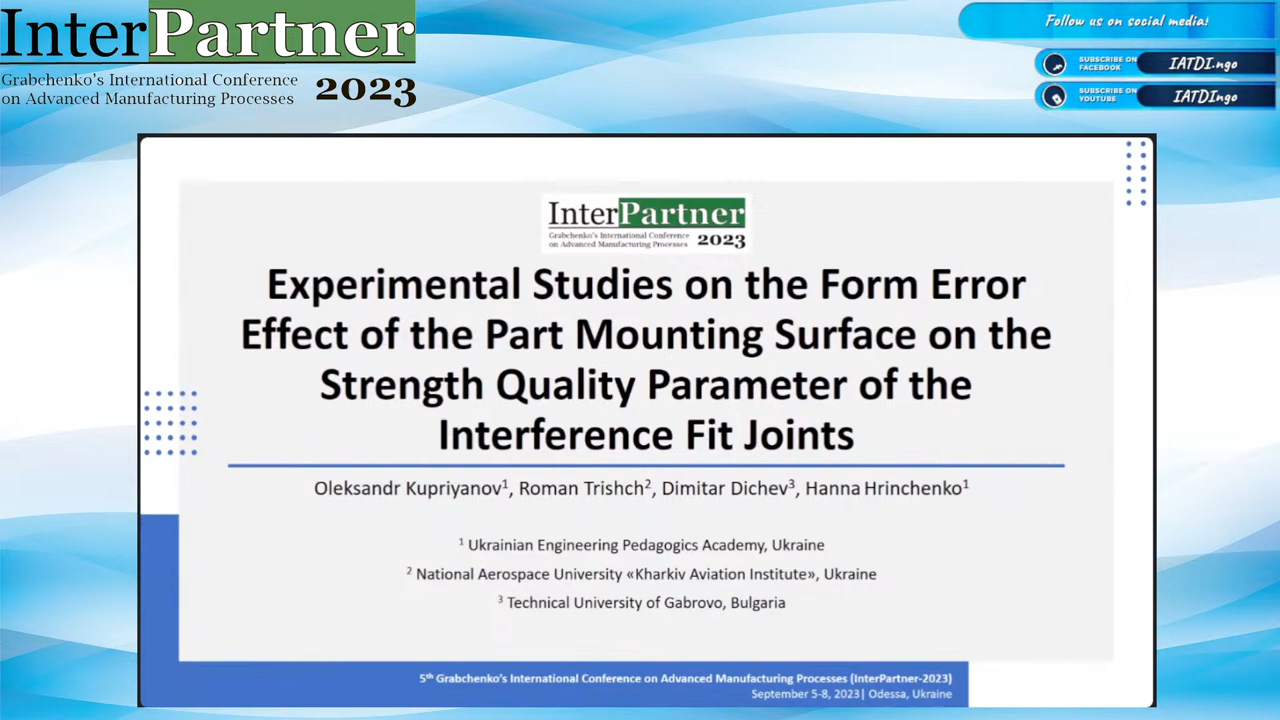 InterPartner
Grabchenko's International Conference
on Advanced Manufacturing Processes 2023
Follow us on social media!
SUBSCRIBE ON
FACEBOOK
IATDI.ngo
SUBSCRIBE ON
YOUTUBE
IATDIngo
InterPartner
Grabchenko's International Conference
on Advanced Manufacturing Processes 2023
Experimental Studies on the Form Error
Effect of the Part Mounting Surface on the
Strength Quality Parameter of the
Interference Fit Joints
Oleksandr Kupriyanov¹, Roman Trishch², Dimitar Dichev³, Hanna Hrinchenko¹
¹ Ukrainian Engineering Pedagogics Academy, Ukraine
² National Aerospace University «Kharkiv Aviation Institute», Ukraine
³ Technical University of Gabrovo, Bulgaria
5th Grabchenko's International Conference on Advanced Manufacturing Processes (InterPartner-2023)
September 5-8, 2023| Odessa, Ukraine